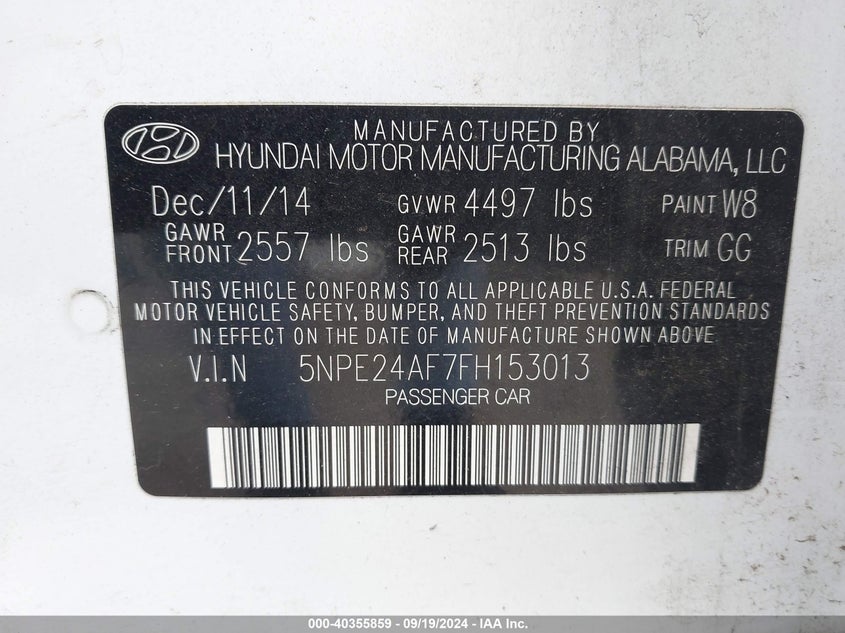 MANUFACTURED BY
HYUNDAI MOTOR MANUFACTURING ALABAMA, LLC
Dec/11/14 GVWR 4497 lbs PAINT W8
GAWR FRONT 2557 lbs GAWR REAR 2513 lbs TRIM GG
THIS VEHICLE CONFORMS TO ALL APPLICABLE U.S.A. FEDERAL
MOTOR VEHICLE SAFETY, BUMPER, AND THEFT PREVENTION STANDARDS
IN EFFECT ON THE DATE OF MANUFACTURE SHOWN ABOVE
V.I.N 5NPE24AF7FH153013
PASSENGER CAR
000-40355859 - 09/19/2024 - IAA Inc.